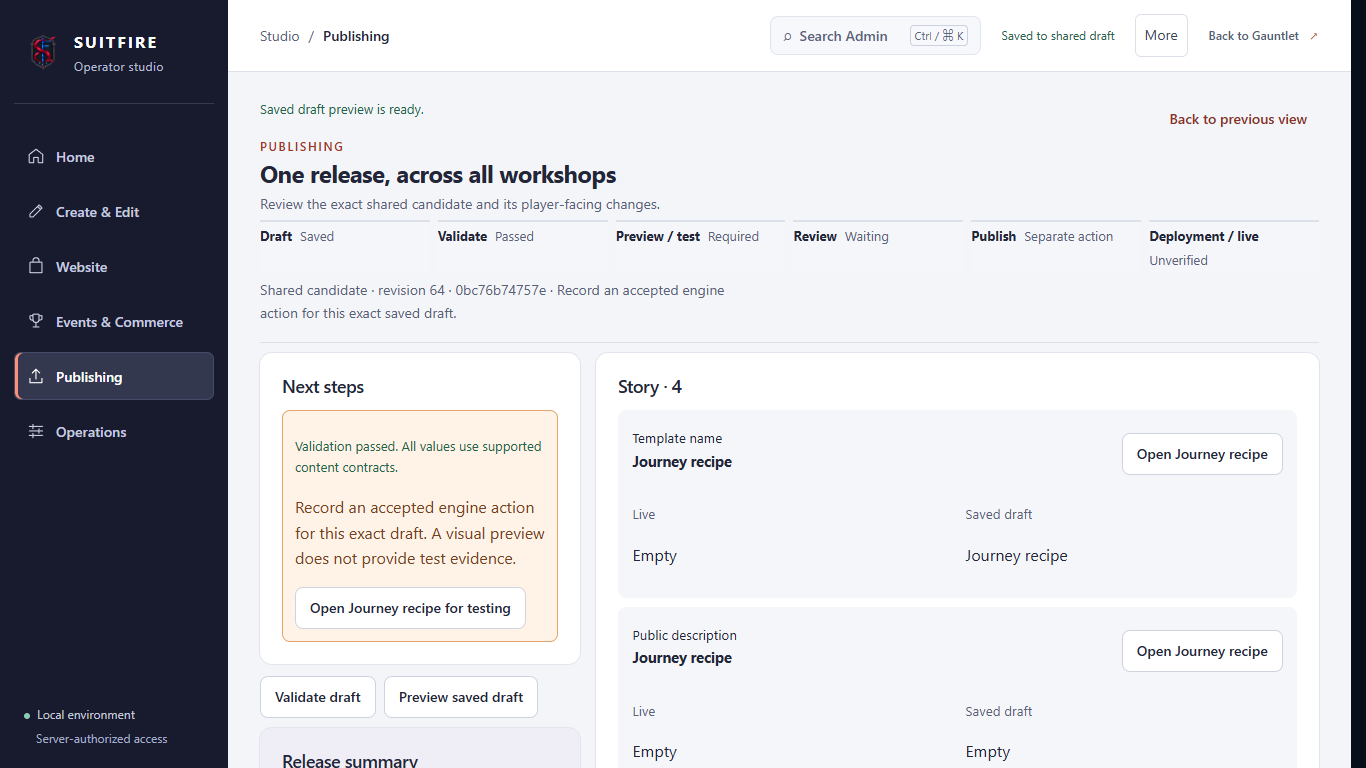 SUITFIRE
Operator studio
Home
Create & Edit
Website
Events & Commerce
Publishing
Operations
Local environment
Server-authorized access
Studio / Publishing
Search Admin
Ctrl / ⌘ K
Saved to shared draft
More
Back to Gauntlet ↗
Saved draft preview is ready.
Back to previous view
PUBLISHING
One release, across all workshops
Review the exact shared candidate and its player-facing changes.
Draft Saved
Validate Passed
Preview / test Required
Review Waiting
Publish Separate action
Deployment / live
Unverified
Shared candidate · revision 64 · 0bc76b74757e · Record an accepted engine
action for this exact saved draft.
Next steps
Validation passed. All values use supported
content contracts.
Record an accepted engine action
for this exact draft. A visual preview
does not provide test evidence.
Open Journey recipe for testing
Validate draft
Preview saved draft
Release summary
Story · 4
Template name
Journey recipe
Open Journey recipe
Live
Saved draft
Empty
Journey recipe
Public description
Journey recipe
Open Journey recipe
Live
Saved draft
Empty
Empty